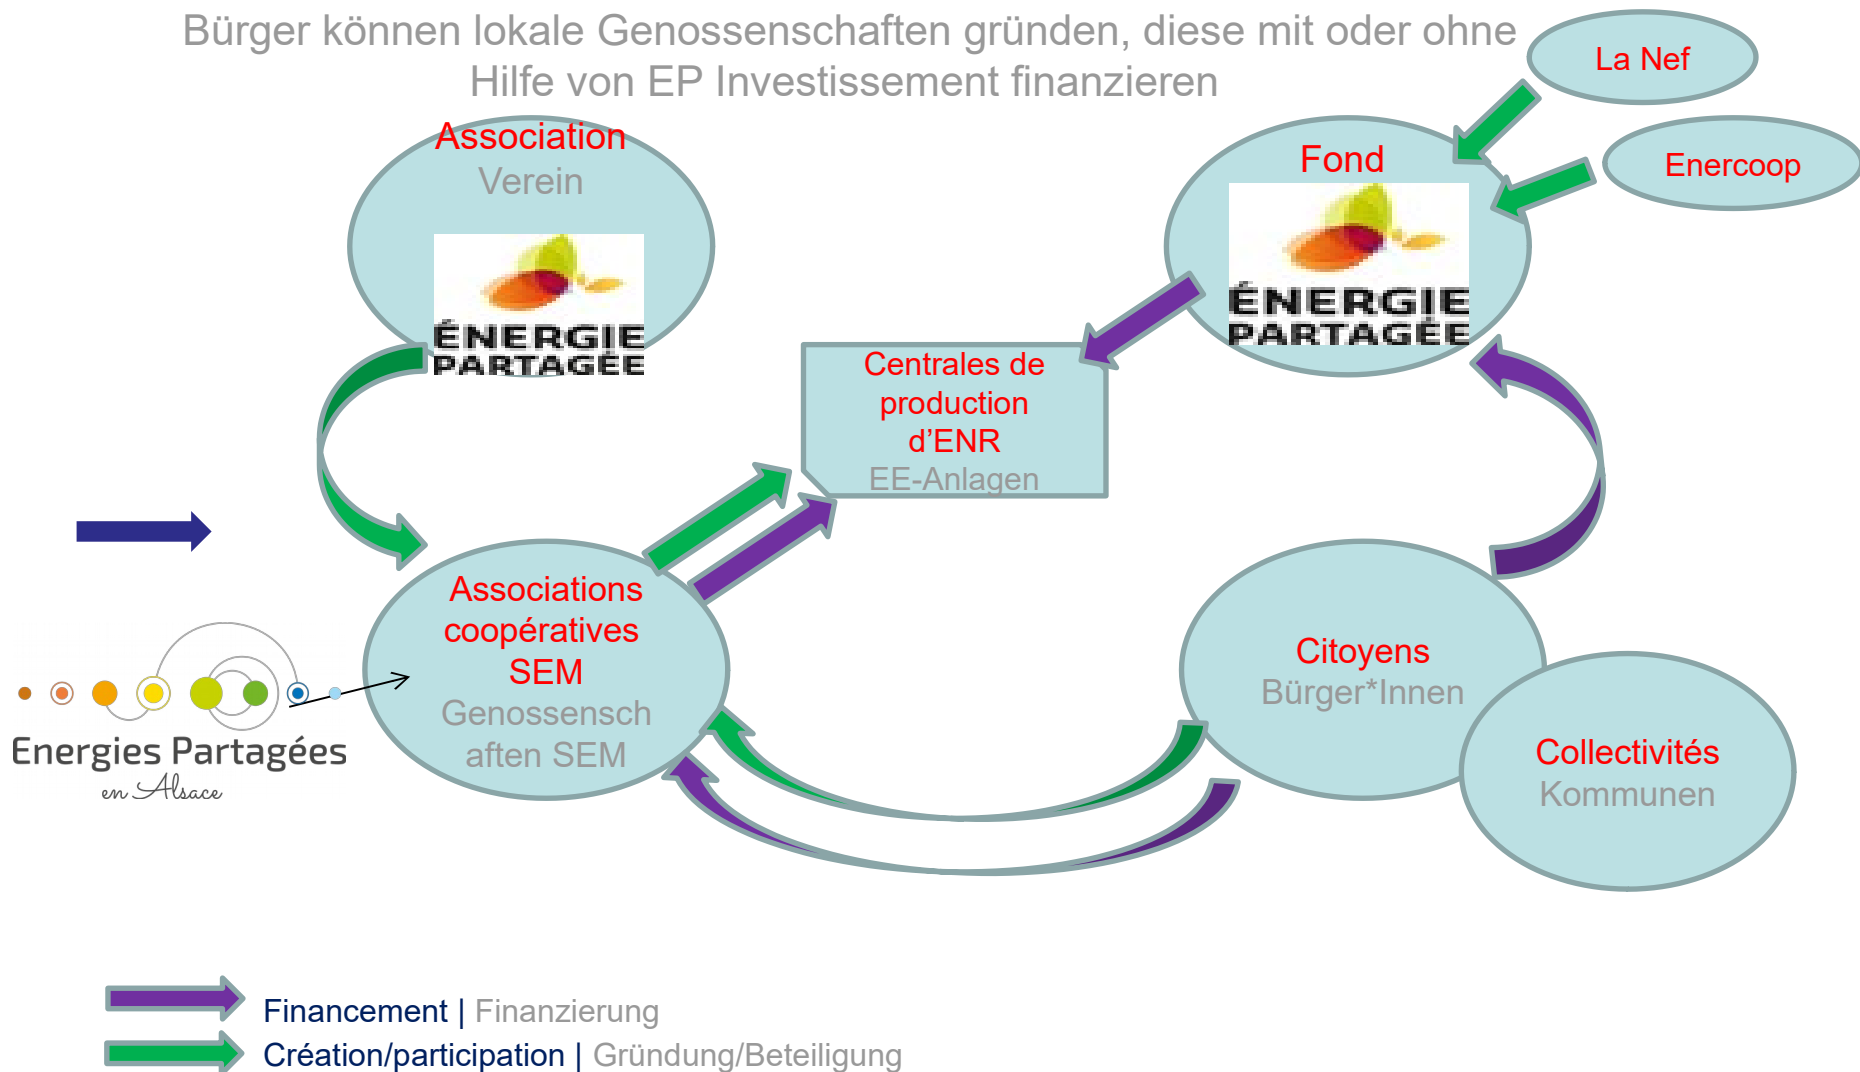 Bürger können lokale Genossenschaften gründen, diese mit oder ohne
Hilfe von EP Investissement finanzieren
La Nef
Enercoop
Association
Verein
ÉNERGIE
PARTAGÉE
Fond
ÉNERGIE
PARTAGÉE
Centrales de
production
d’ENR
EE-Anlagen
Associations
coopératives
SEM
Genossensch
aften SEM
Energies Partagées
en Alsace
Citoyens
Bürger*Innen
Collectivités
Kommunen
Financement | Finanzierung
Création/participation | Gründung/Beteiligung